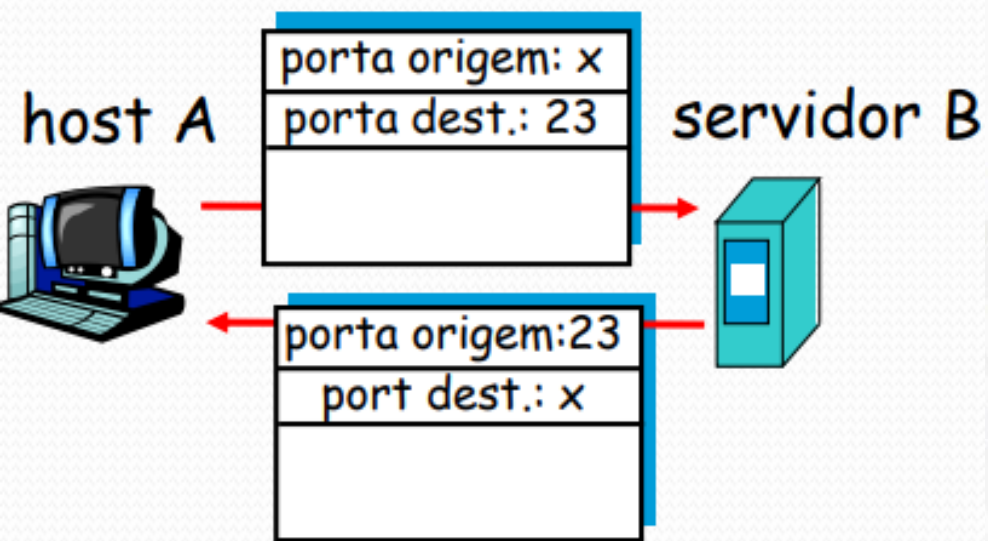 host A
porta origem: x
porta dest.: 23
servidor B
porta origem:23
port dest.: x